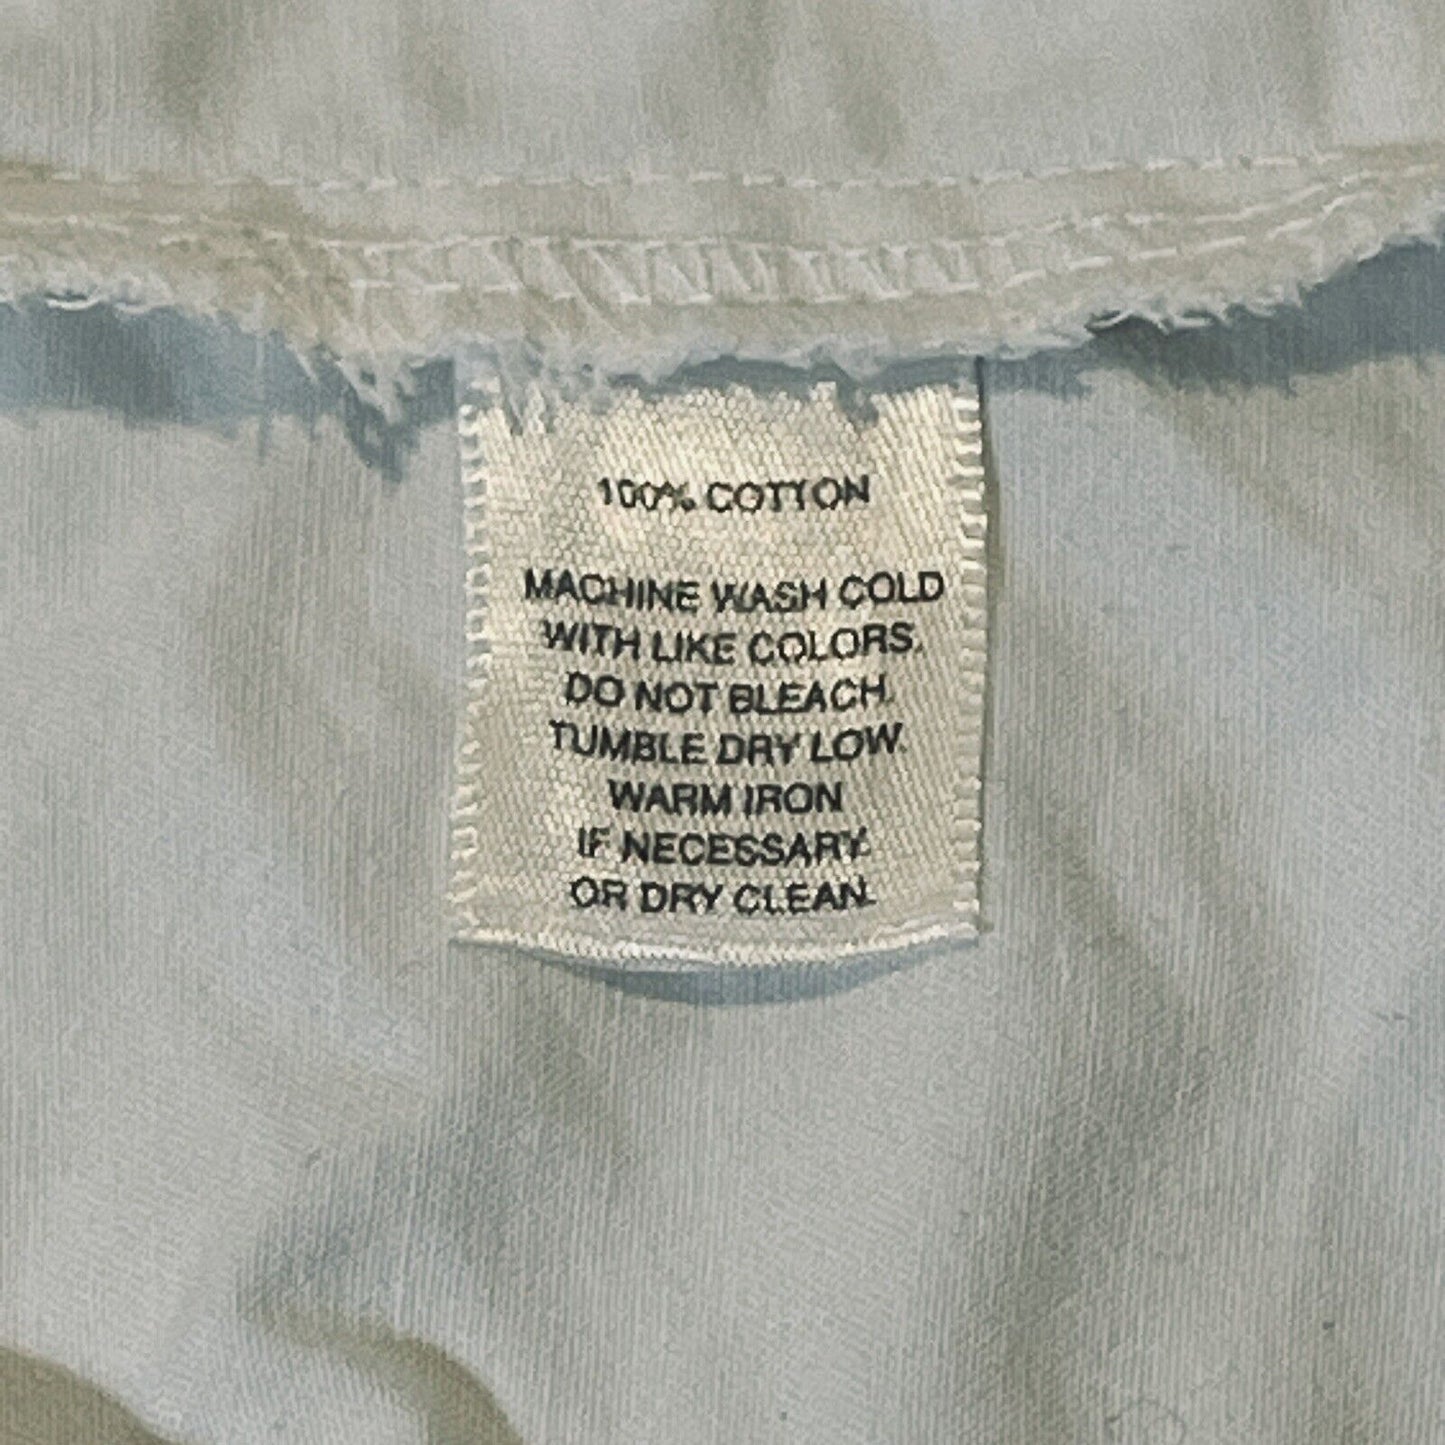 100% COTTON
MACHINE WASH COLD
WITH LIKE COLORS.
DO NOT BLEACH.
TUMBLE DRY LOW.
WARM IRON
IF NECESSARY.
OR DRY CLEAN.